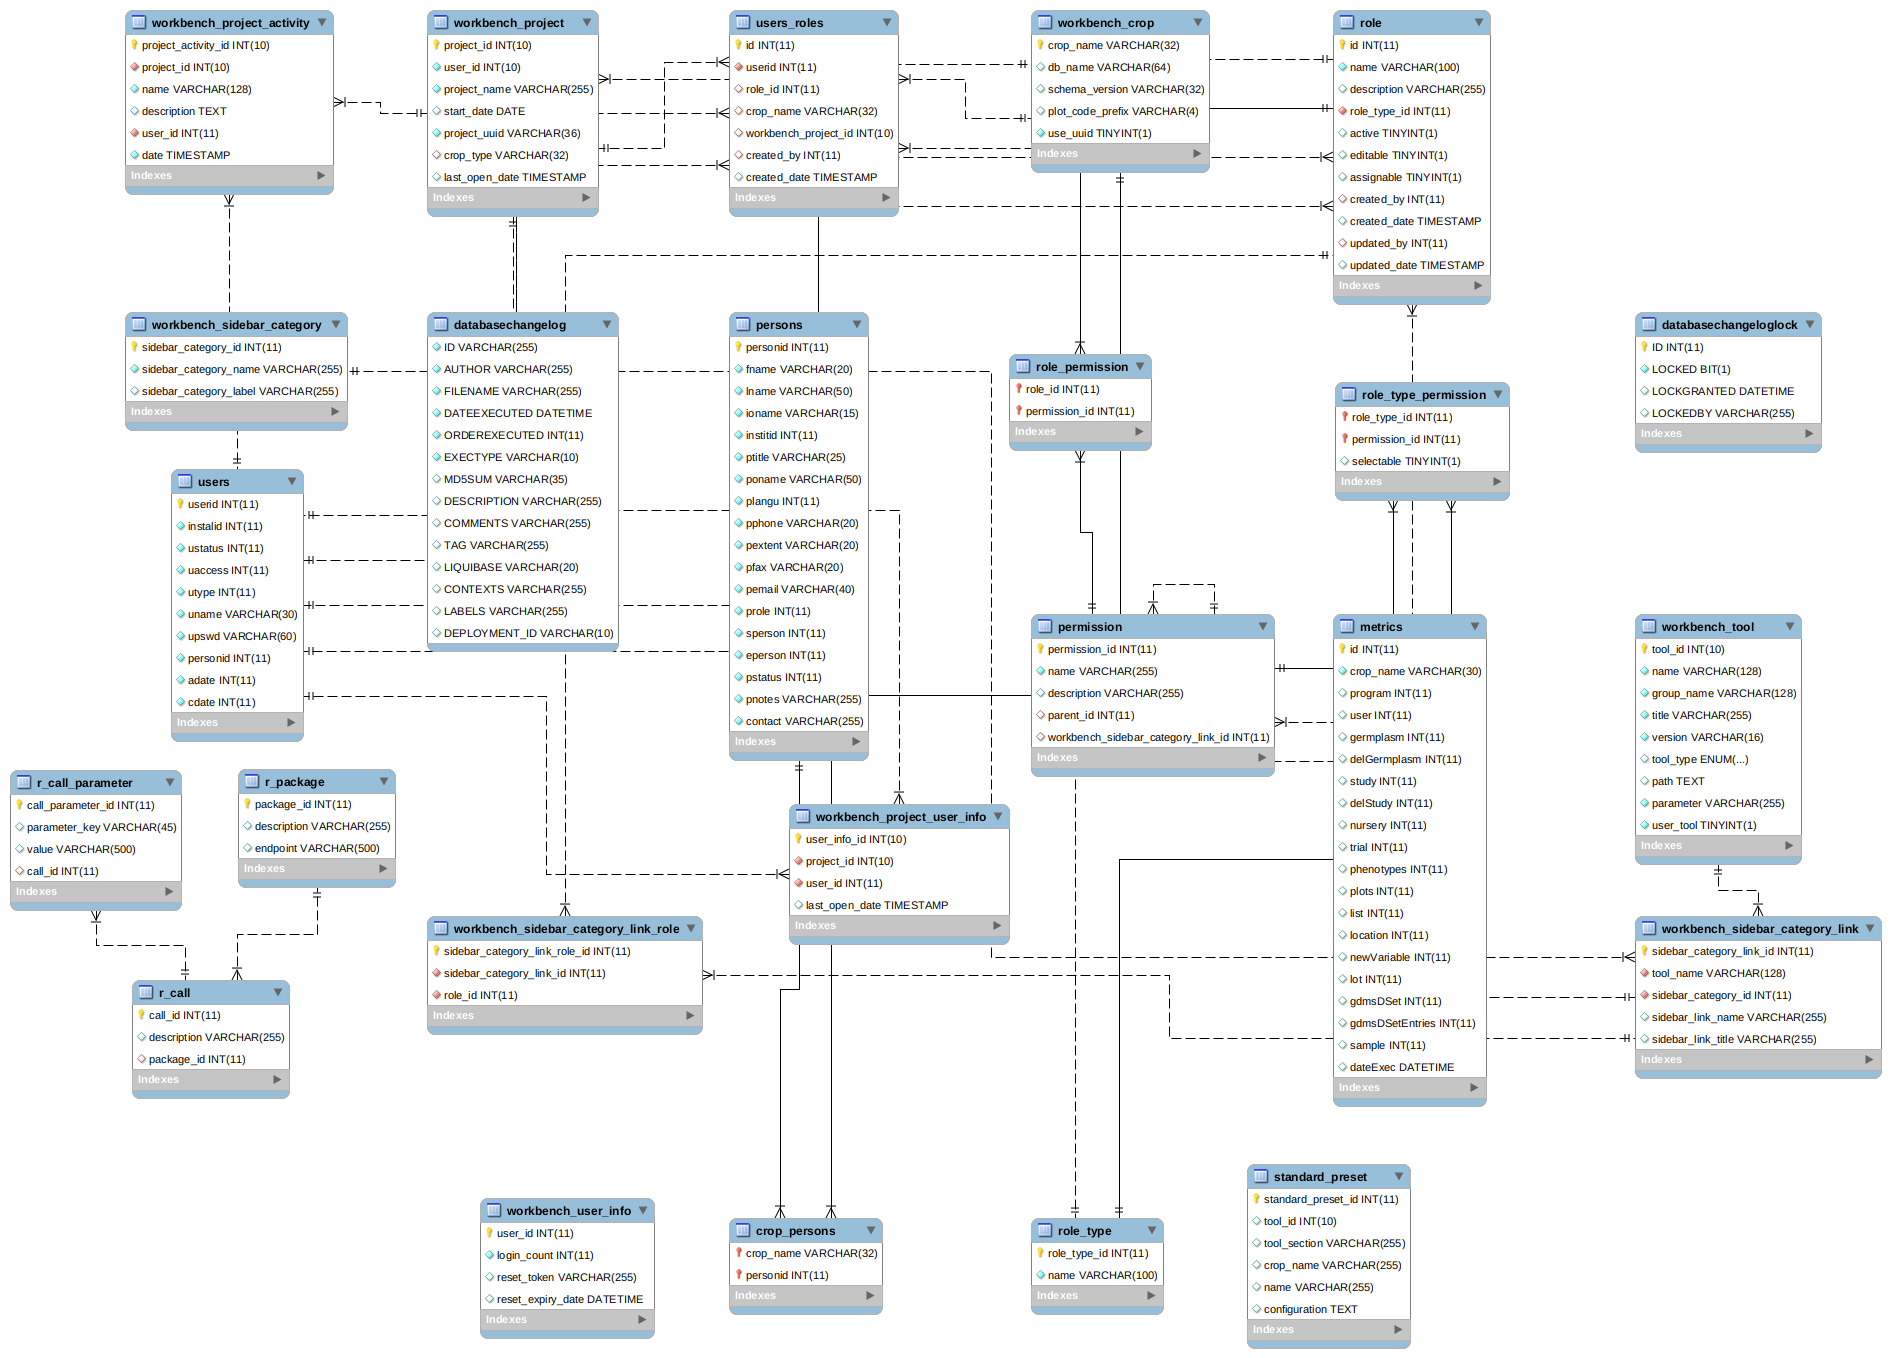 workbench_project_activity
project_activity_id INT(10)
project_id INT(10)
name VARCHAR(128)
description TEXT
user_id INT(11)
date TIMESTAMP
Indexes
workbench_project
project_id INT(10)
user_id INT(10)
project_name VARCHAR(255)
start_date DATE
project_uuid VARCHAR(36)
crop_type VARCHAR(32)
last_open_date TIMESTAMP
Indexes
users_roles
id INT(11)
userid INT(11)
role_id INT(11)
crop_name VARCHAR(32)
workbench_project_id INT(10)
created_by INT(11)
created_date TIMESTAMP
Indexes
workbench_crop
crop_name VARCHAR(32)
db_name VARCHAR(64)
schema_version VARCHAR(32)
plot_code_prefix VARCHAR(4)
use_uuid TINYINT(1)
Indexes
role
id INT(11)
name VARCHAR(100)
description VARCHAR(255)
role_type_id INT(11)
active TINYINT(1)
editable TINYINT(1)
assignable TINYINT(1)
created_by INT(11)
created_date TIMESTAMP
updated_by INT(11)
updated_date TIMESTAMP
Indexes
workbench_sidebar_category
sidebar_category_id INT(11)
sidebar_category_name VARCHAR(255)
sidebar_category_label VARCHAR(255)
Indexes
databasechangelog
ID VARCHAR(255)
AUTHOR VARCHAR(255)
FILENAME VARCHAR(255)
DATEEXECUTED DATETIME
ORDEREXECUTED INT(11)
EXECTYPE VARCHAR(10)
MD5SUM VARCHAR(35)
DESCRIPTION VARCHAR(255)
COMMENTS VARCHAR(255)
TAG VARCHAR(255)
LIQUIBASE VARCHAR(20)
CONTEXTS VARCHAR(255)
LABELS VARCHAR(255)
DEPLOYMENT_ID VARCHAR(10)
persons
personid INT(11)
fname VARCHAR(20)
lname VARCHAR(50)
ioname VARCHAR(15)
institid INT(11)
ptitle VARCHAR(25)
poname VARCHAR(50)
plangu INT(11)
pphone VARCHAR(20)
pextent VARCHAR(20)
pfax VARCHAR(20)
pemail VARCHAR(40)
prole INT(11)
sperson INT(11)
eperson INT(11)
pstatus INT(11)
pnotes VARCHAR(255)
contact VARCHAR(255)
Indexes
role_permission
role_id INT(11)
permission_id INT(11)
Indexes
role_type_permission
role_type_id INT(11)
permission_id INT(11)
selectable TINYINT(1)
Indexes
databasechangeloglock
ID INT(11)
LOCKED BIT(1)
LOCKGRANTED DATETIME
LOCKEDBY VARCHAR(255)
Indexes
users
userid INT(11)
instalid INT(11)
ustatus INT(11)
uaccess INT(11)
utype INT(11)
uname VARCHAR(30)
upswd VARCHAR(60)
personid INT(11)
adate INT(11)
cdate INT(11)
Indexes
permission
permission_id INT(11)
name VARCHAR(255)
description VARCHAR(255)
parent_id INT(11)
workbench_sidebar_category_link_id INT(11)
Indexes
metrics
id INT(11)
crop_name VARCHAR(30)
program INT(11)
user INT(11)
germplasm INT(11)
delGermplasm INT(11)
study INT(11)
delStudy INT(11)
nursery INT(11)
trial INT(11)
phenotypes INT(11)
plots INT(11)
list INT(11)
location INT(11)
newVariable INT(11)
lot INT(11)
gdmsDSet INT(11)
gdmsDSetEntries INT(11)
sample INT(11)
dateExec DATETIME
Indexes
workbench_tool
tool_id INT(10)
name VARCHAR(128)
group_name VARCHAR(128)
title VARCHAR(255)
version VARCHAR(16)
tool_type ENUM(...)
path TEXT
parameter VARCHAR(255)
user_tool TINYINT(1)
Indexes
r_call_parameter
call_parameter_id INT(11)
parameter_key VARCHAR(45)
value VARCHAR(500)
call_id INT(11)
Indexes
r_package
package_id INT(11)
description VARCHAR(255)
endpoint VARCHAR(500)
Indexes
workbench_project_user_info
user_info_id INT(10)
project_id INT(10)
user_id INT(11)
last_open_date TIMESTAMP
Indexes
workbench_sidebar_category_link_role
sidebar_category_link_role_id INT(11)
sidebar_category_link_id INT(11)
role_id INT(11)
Indexes
workbench_sidebar_category_link
sidebar_category_link_id INT(11)
tool_name VARCHAR(128)
sidebar_category_id INT(11)
sidebar_link_name VARCHAR(255)
sidebar_link_title VARCHAR(255)
Indexes
r_call
call_id INT(11)
description VARCHAR(255)
package_id INT(11)
Indexes
workbench_user_info
user_id INT(11)
login_count INT(11)
reset_token VARCHAR(255)
reset_expiry_date DATETIME
Indexes
crop_persons
crop_name VARCHAR(32)
personid INT(11)
Indexes
role_type
role_type_id INT(11)
name VARCHAR(100)
Indexes
standard_preset
standard_preset_id INT(11)
tool_id INT(10)
tool_section VARCHAR(255)
crop_name VARCHAR(255)
name VARCHAR(255)
configuration TEXT
Indexes